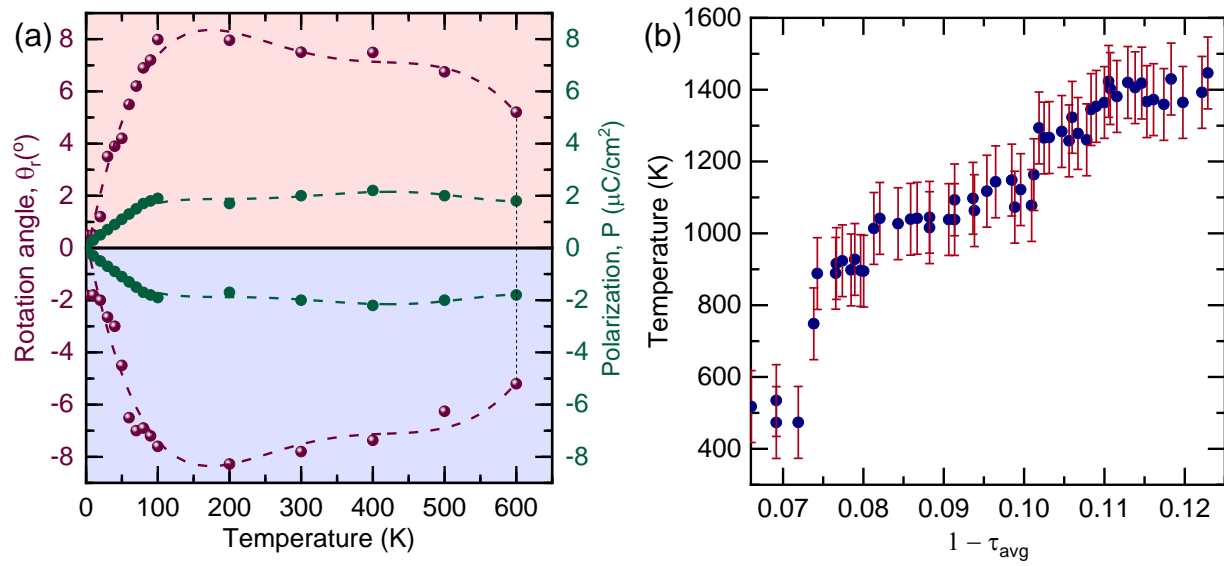 (a)
8
6
4
2
0
-2
-4
-6
-8
Rotation angle, θr(°)
8
6
4
2
0
-2
-4
-6
-8
Polarization, P (μC/cm²)
0 100 200 300 400 500 600
Temperature (K)
(b)
1600
1400
1200
1000
800
600
400
Temperature (K)
0.07 0.08 0.09 0.10 0.11 0.12
1 − τavg